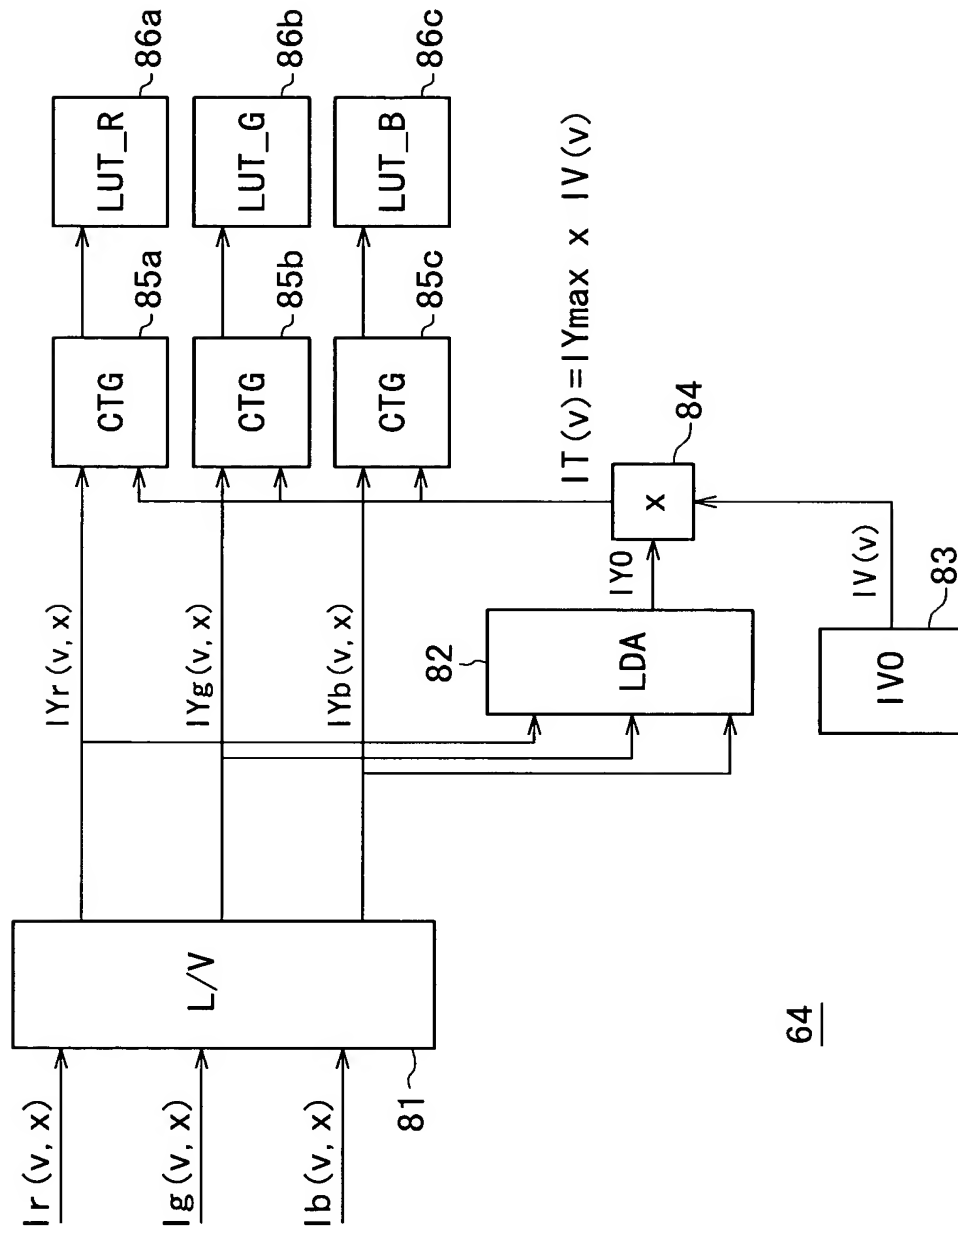 Ir(v,x)
Ig(v,x)
Ib(v,x)
L/V
81
IYr(v,x)
IYg(v,x)
IYb(v,x)
82
LDA
IY0
IV0
83
IV(v)
x
84
IT(v)=IYmax x IV(v)
CTG
85a
CTG
85b
CTG
85c
LUT_R
86a
LUT_G
86b
LUT_B
86c
64